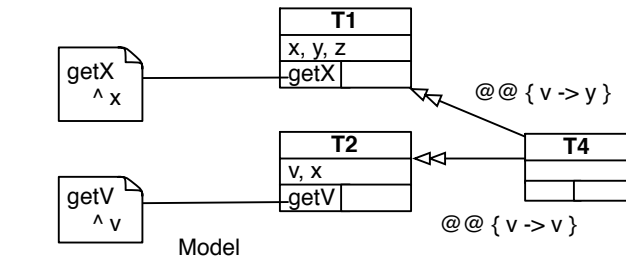 T1
x, y, z
getX
getX
^ x
@@ { v -> y }
T2
v, x
getV
T4
getV
^ v
@@ { v -> v }
Model